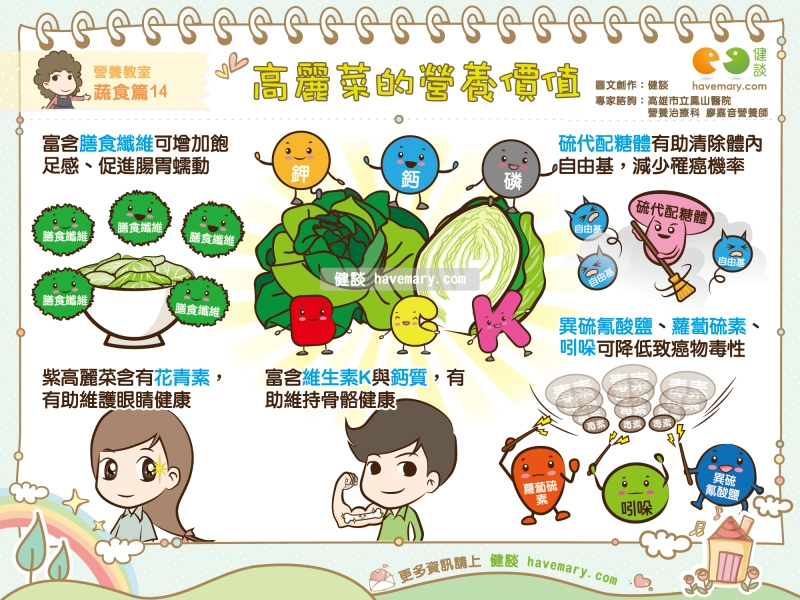 營養教室
蔬食篇14
高麗菜的營養價值
健談
havemary.com
圖文創作：健談
專家諮詢：高雄市立鳳山醫院
營養治療科 廖嘉音營養師
富含膳食纖維可增加飽
足感、促進腸胃蠕動
膳食纖維
膳食纖維
膳食纖維
膳食纖維
膳食纖維
鉀
鈣
磷
健談 havemary.com
B
C
K
硫代配糖體有助清除體內
自由基，減少罹癌機率
硫代配糖體
自由基
自由基
自由基
異硫氰酸鹽、蘿蔔硫素、
吲哚可降低致癌物毒性
毒素
毒素
毒素
毒素
毒素
毒素
蘿蔔硫
素
吲哚
異硫
氰酸鹽
紫高麗菜含有花青素，
有助維護眼睛健康
富含維生素K與鈣質，有
助維持骨骼健康
更多資訊請上 健談 havemary.com